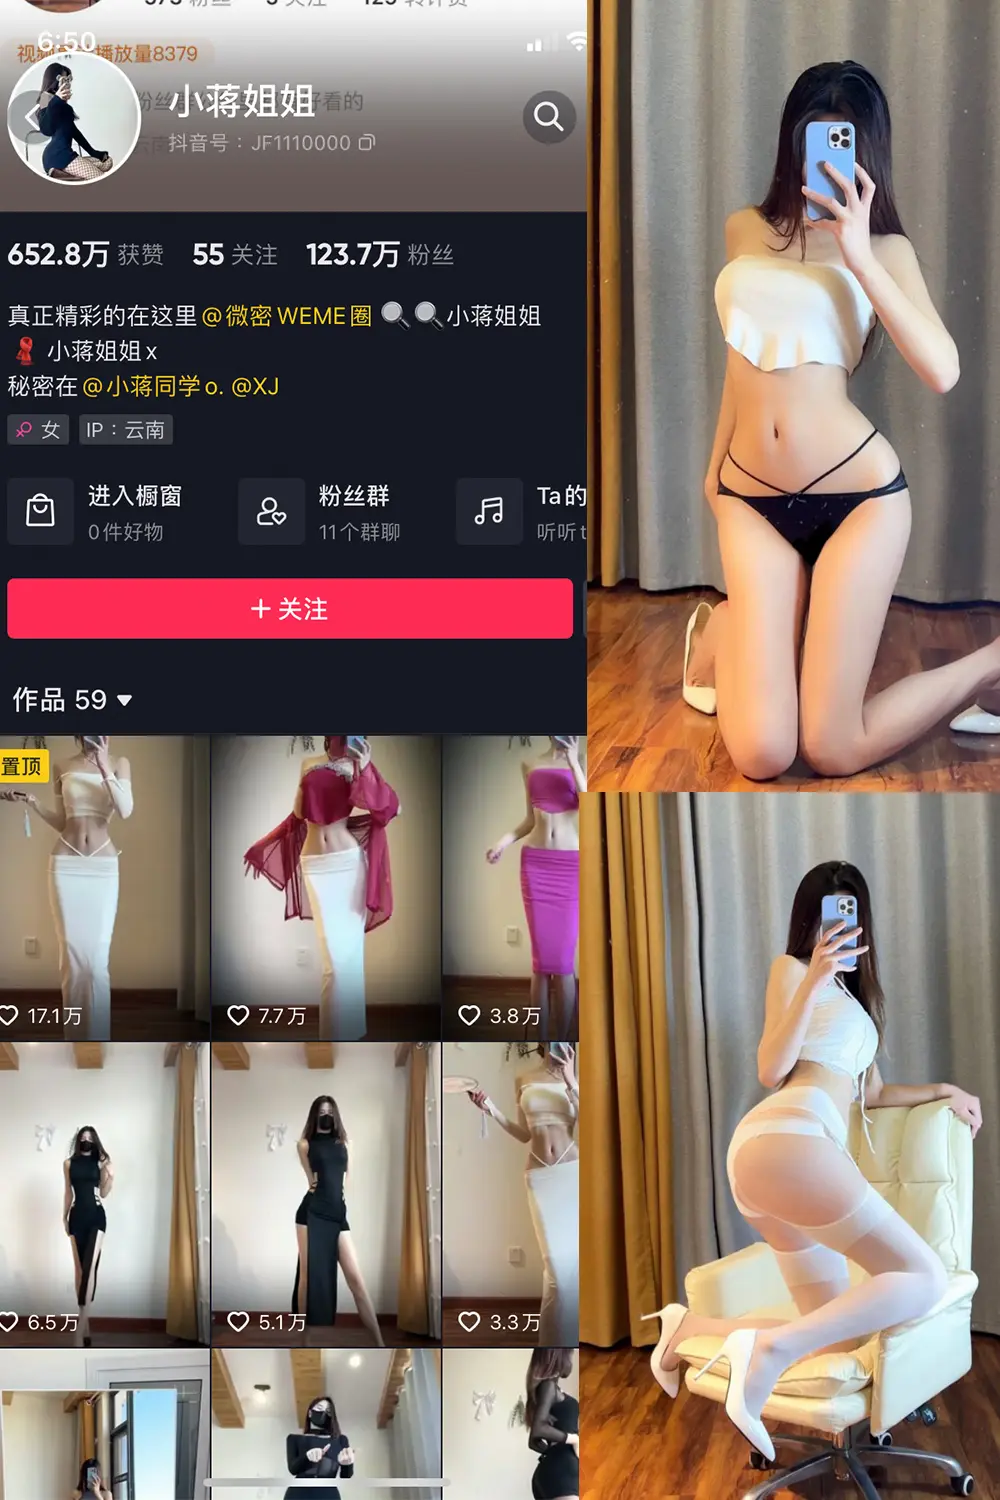 6:50
播放量8379
小蒋姐姐
抖音号：JF1110000
652.8万 获赞 55 关注 123.7万 粉丝
真正精彩的在这里@微密 WEME圈 小蒋姐姐
小蒋姐姐x
秘密在@小蒋同学o. @XJ
女 IP：云南
进入橱窗
0件好物
粉丝群
11个群聊
Ta的
听听t
+ 关注
作品 59
置顶
17.1万
7.7万
3.8万
6.5万
5.1万
3.3万